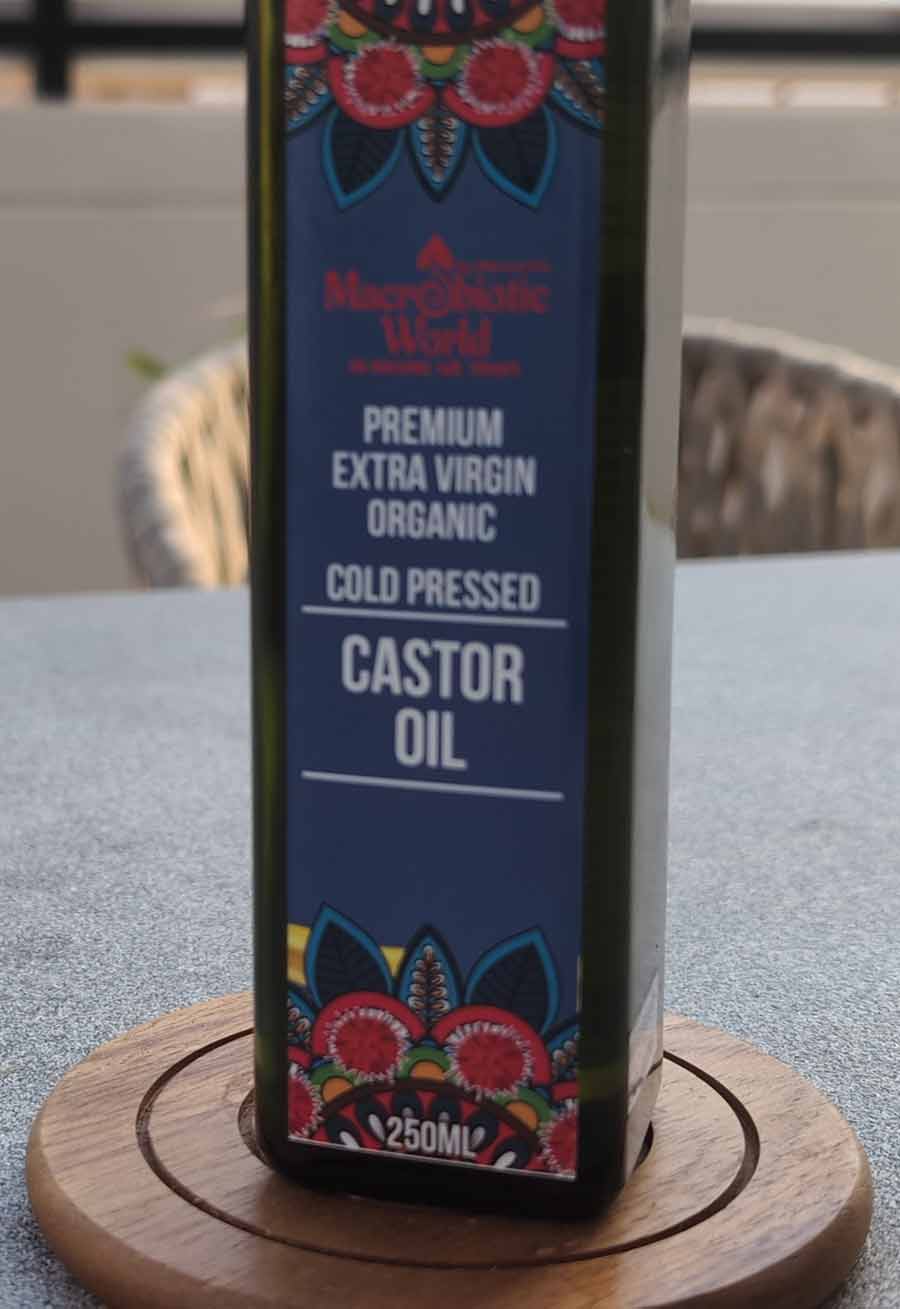 Macrobiotic
World
PREMIUM
EXTRA VIRGIN
ORGANIC
COLD PRESSED
CASTOR
OIL
250ML